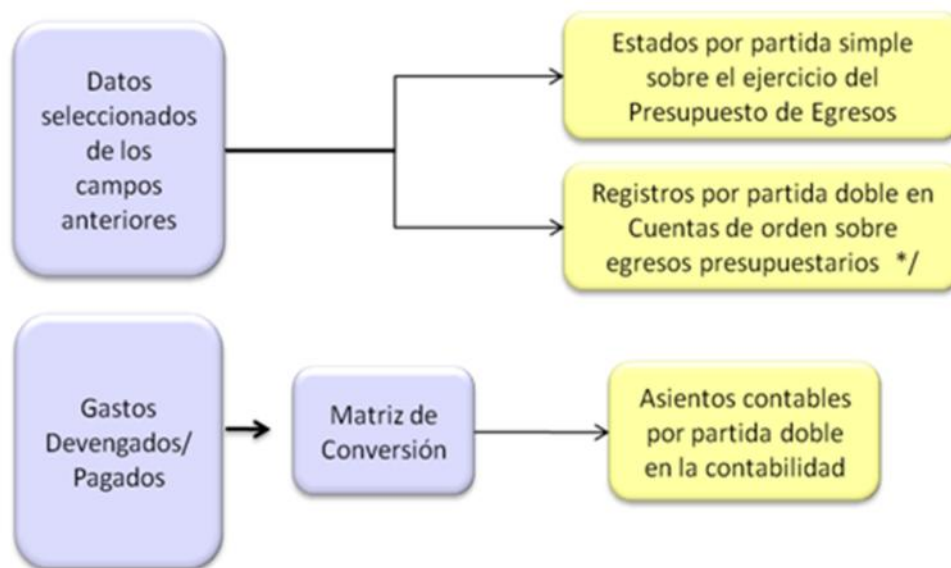 Datos
seleccionados
de los
campos
anteriores
Estados por partida simple
sobre el ejercicio del
Presupuesto de Egresos
Registros por partida doble en
Cuentas de orden sobre
egresos presupuestarios */
Gastos
Devengados/
Pagados
Matriz de
Conversión
Asientos contables
por partida doble
en la contabilidad